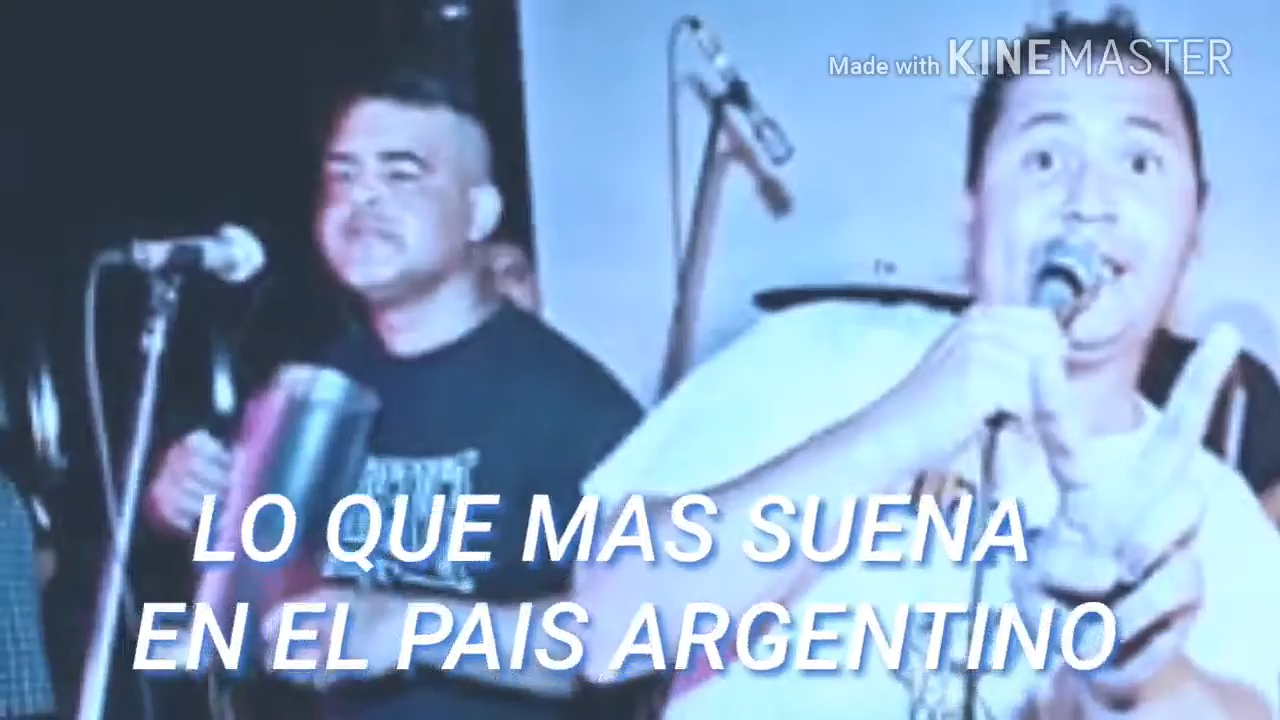 Made with KINEMASTER
LO QUE MAS SUENA
EN EL PAIS ARGENTINO